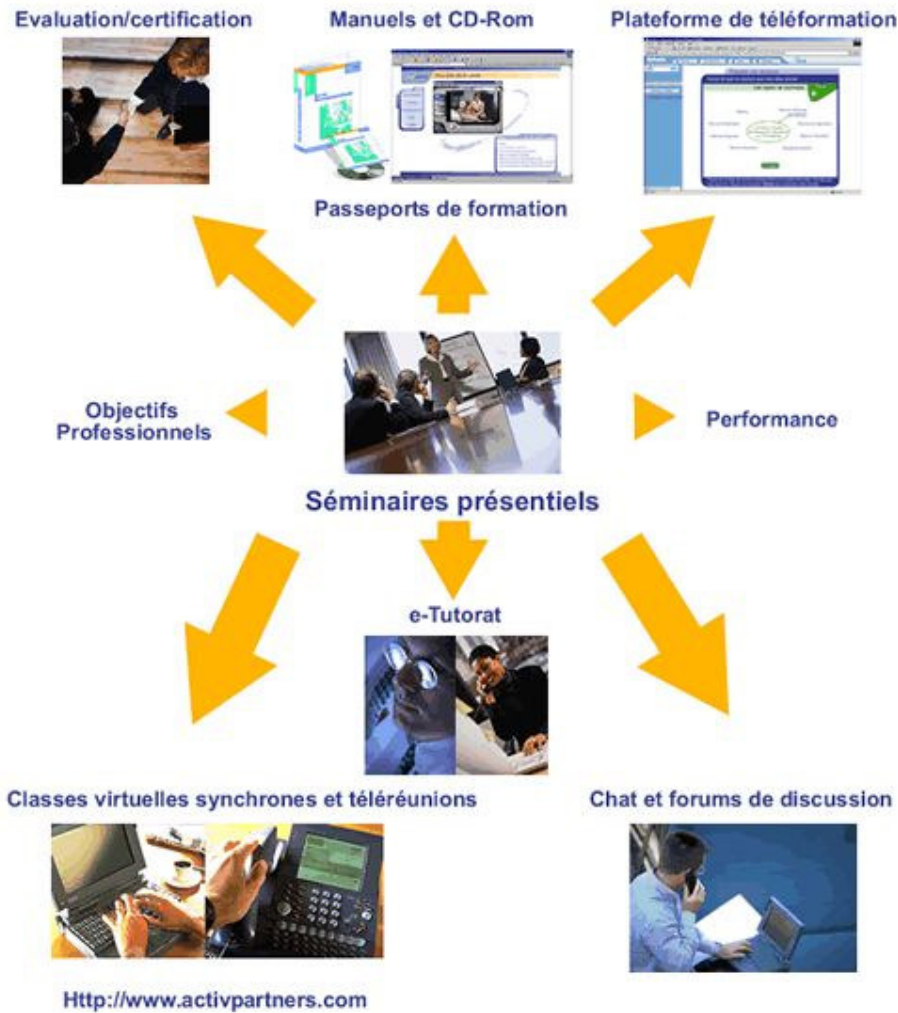 Evaluation/certification
Manuels et CD-Rom
Plateforme de téléformation
Passeports de formation
Objectifs
Professionnels
Performance
Séminaires présentiels
e-Tutorat
Classes virtuelles synchrones et téléréunions
Chat et forums de discussion
Http://www.activpartners.com